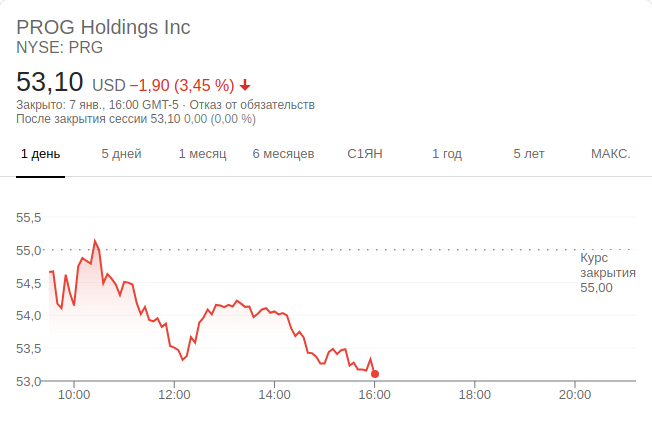 PROG Holdings Inc
NYSE: PRG
53,10 USD −1,90 (3,45 %)
Закрыто: 7 янв., 16:00 GMT-5 · Отказ от обязательств
После закрытия сессии 53,10 0,00 (0,00 %)
1 день 5 дней 1 месяц 6 месяцев С1ЯН 1 год 5 лет МАКС.
55,5
55,0
Курс
закрытия
54,5
55,00
54,0
53,5
53,0
10:00 12:00 14:00 16:00 18:00 20:00